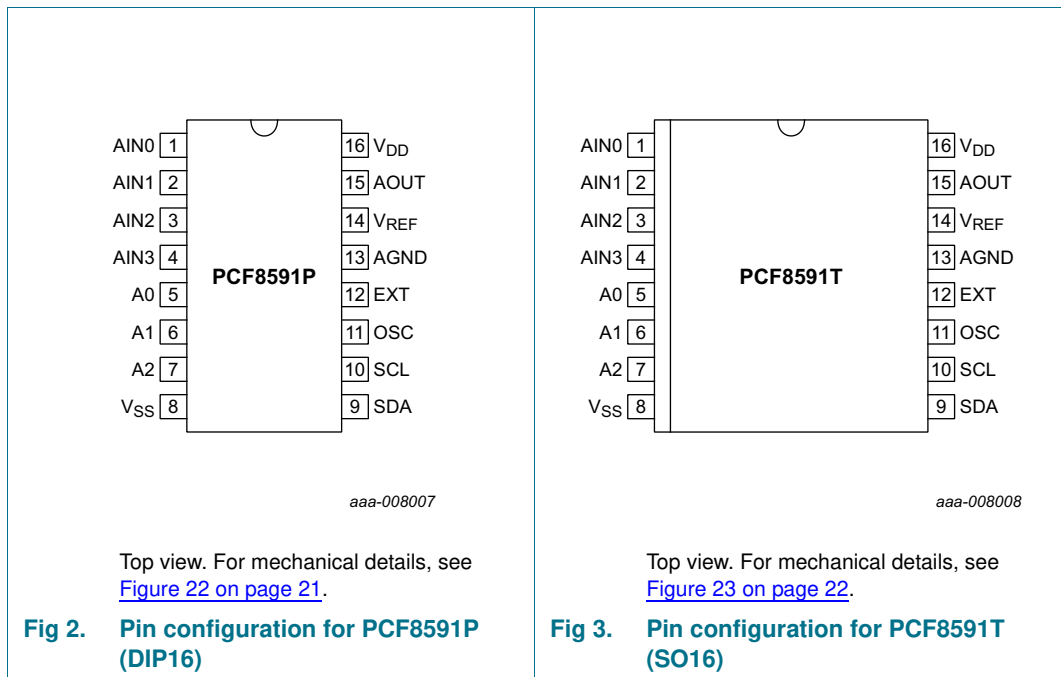 AIN0 1
AIN1 2
AIN2 3
AIN3 4
A0 5
A1 6
A2 7
VSS 8
PCF8591P
16 VDD
15 AOUT
14 VREF
13 AGND
12 EXT
11 OSC
10 SCL
9 SDA
aaa-008007
Top view. For mechanical details, see
Figure 22 on page 21.
Fig 2. Pin configuration for PCF8591P
(DIP16)
AIN0 1
AIN1 2
AIN2 3
AIN3 4
A0 5
A1 6
A2 7
VSS 8
PCF8591T
16 VDD
15 AOUT
14 VREF
13 AGND
12 EXT
11 OSC
10 SCL
9 SDA
aaa-008008
Top view. For mechanical details, see
Figure 23 on page 22.
Fig 3. Pin configuration for PCF8591T
(SO16)